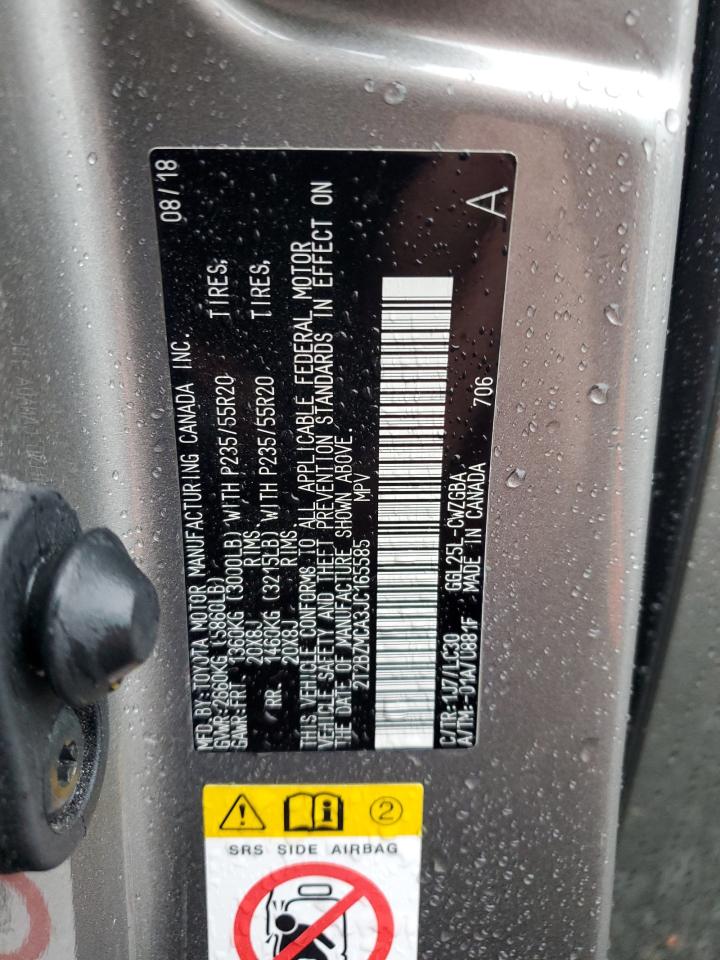 MFD.BY:TOYOTA MOTOR MANUFACTURING CANADA INC. 08/18
GVWR:2660KG (5860LB)
GAWR:FRT. 1360KG (3000LB) WITH P235/55R20 TIRES,
20X8J RIMS
RR. 1460KG (3215LB) WITH P235/55R20 TIRES,
20X8J RIMS
THIS VEHICLE CONFORMS TO ALL APPLICABLE FEDERAL MOTOR
VEHICLE SAFETY AND THEFT PREVENTION STANDARDS IN EFFECT ON
THE DATE OF MANUFACTURE SHOWN ABOVE.
2T2BZMCA3JC165585 MPV
C/TR:1J7/LC30 GGL25L-CWZGBA
A/TM:-01A/U881F MADE IN CANADA 706 A
2
SRS SIDE AIRBAG